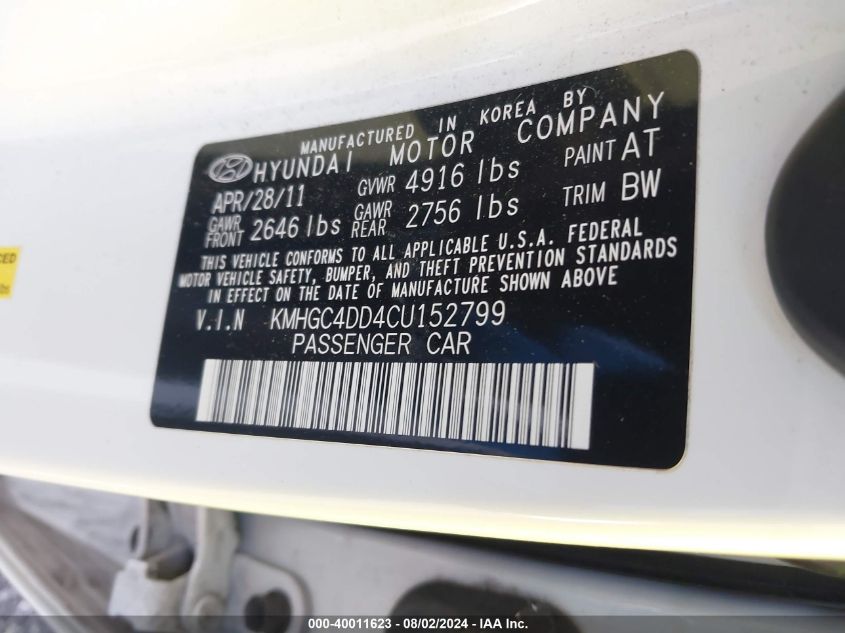 MANUFACTURED IN KOREA BY
HYUNDAI MOTOR COMPANY
APR/28/11 GVWR 4916 lbs PAINT AT
GAWR FRONT 2646 lbs GAWR REAR 2756 lbs TRIM BW
THIS VEHICLE CONFORMS TO ALL APPLICABLE U.S.A. FEDERAL
MOTOR VEHICLE SAFETY, BUMPER, AND THEFT PREVENTION STANDARDS
IN EFFECT ON THE DATE OF MANUFACTURE SHOWN ABOVE
V.I.N KMHGC4DD4CU152799
PASSENGER CAR
000-40011623 - 08/02/2024 - IAA Inc.